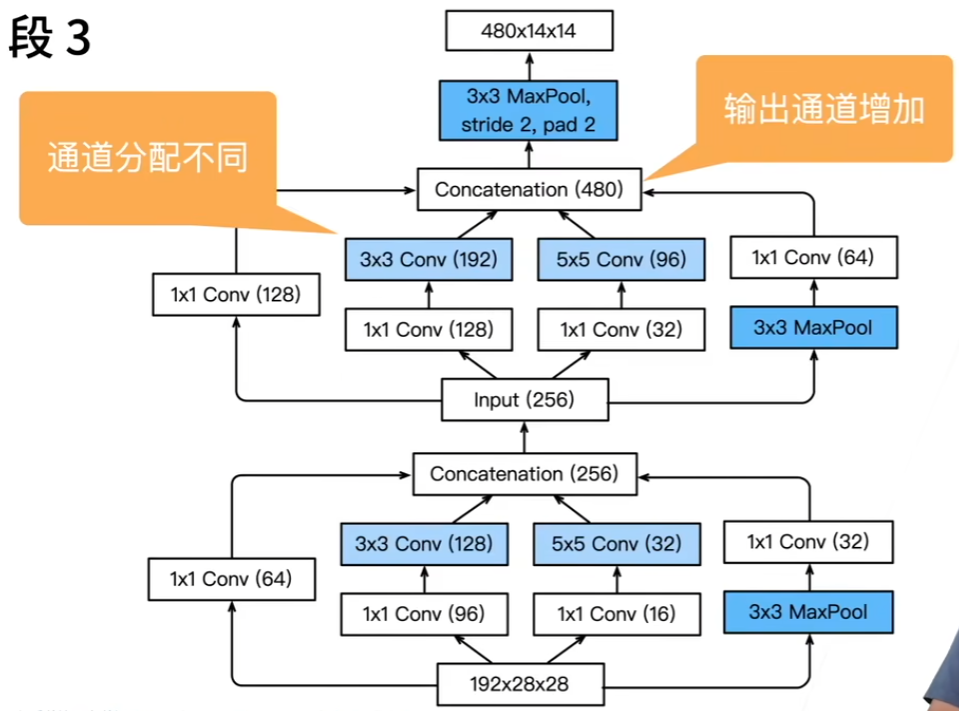 段 3
480x14x14
3x3 MaxPool,
stride 2, pad 2
输出通道增加
通道分配不同
Concatenation (480)
3x3 Conv (192)
5x5 Conv (96)
1x1 Conv (64)
1x1 Conv (128)
1x1 Conv (128)
1x1 Conv (32)
3x3 MaxPool
Input (256)
Concatenation (256)
3x3 Conv (128)
5x5 Conv (32)
1x1 Conv (32)
1x1 Conv (64)
1x1 Conv (96)
1x1 Conv (16)
3x3 MaxPool
192x28x28